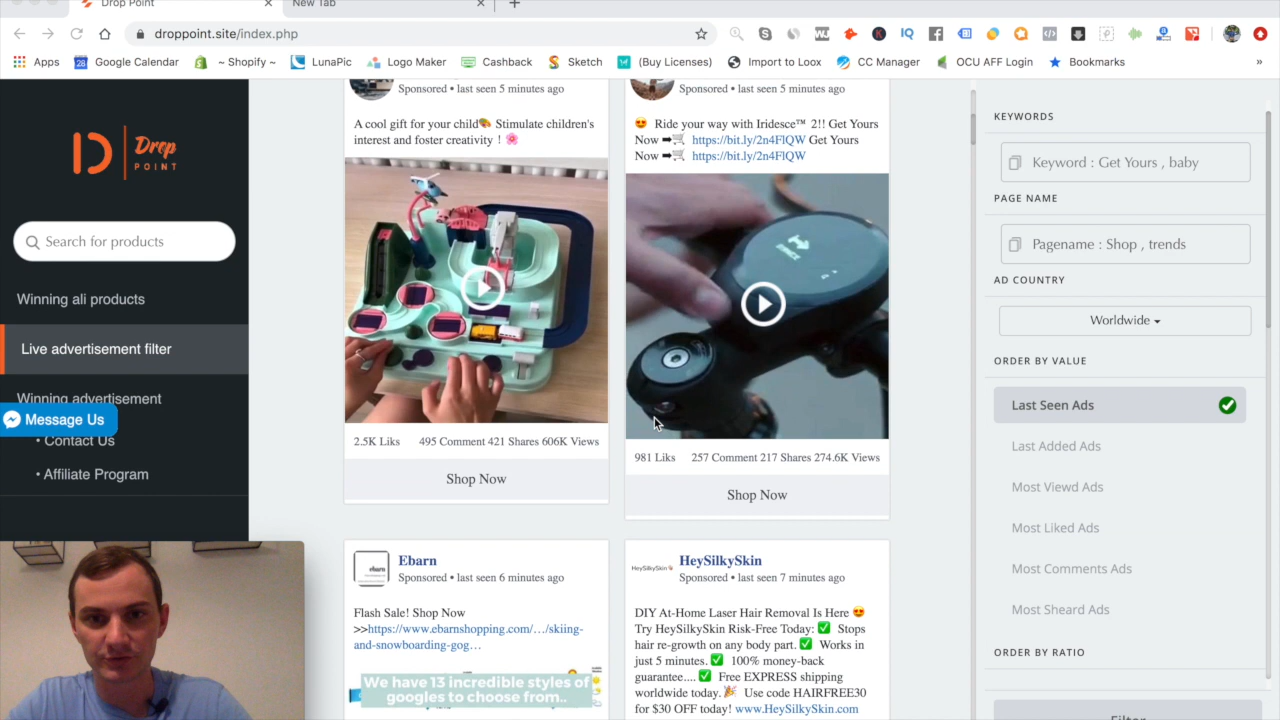 Drop Point
New Tab
droppoint.site/index.php
IQ
Apps
28
Google Calendar
~ Shopify ~
LunaPic
Logo Maker
Cashback
Sketch
(Buy Licenses)
Import to Loox
CC Manager
OCU AFF Login
Bookmarks
»
Drop
POINT
Search for products
Winning ali products
Live advertisement filter
Winning advertisement
Message Us
• Contact Us
• Affiliate Program
Sponsored • last seen 5 minutes ago
A cool gift for your child🎨 Stimulate children's
interest and foster creativity ! 🌸
2.5K Liks 495 Comment 421 Shares 606K Views
Shop Now
Sponsored • last seen 5 minutes ago
😍 Ride your way with Iridesce™ 2!! Get Yours
Now ➡🛒 https://bit.ly/2n4FlQW Get Yours
Now ➡🛒 https://bit.ly/2n4FlQW
981 Liks 257 Comment 217 Shares 274.6K Views
Shop Now
ebarn
Ebarn
Sponsored • last seen 6 minutes ago
Flash Sale! Shop Now
>>https://www.ebarnshopping.com/…/skiing-
and-snowboarding-gog…
We have 13 incredible styles of
googles to choose from..
HeySilkySkin
HeySilkySkin
Sponsored • last seen 7 minutes ago
DIY At-Home Laser Hair Removal Is Here 😍
Try HeySilkySkin Risk-Free Today: ✅ Stops
hair re-growth on any body part. ✅ Works in
just 5 minutes. ✅ 100% money-back
guarantee.... ✅ Free EXPRESS shipping
worldwide today.🎉 Use code HAIRFREE30
for $30 OFF today! www.HeySilkySkin.com
KEYWORDS
Keyword : Get Yours , baby
PAGE NAME
Pagename : Shop , trends
AD COUNTRY
Worldwide
ORDER BY VALUE
Last Seen Ads
Last Added Ads
Most Viewd Ads
Most Liked Ads
Most Comments Ads
Most Sheard Ads
ORDER BY RATIO
Filter